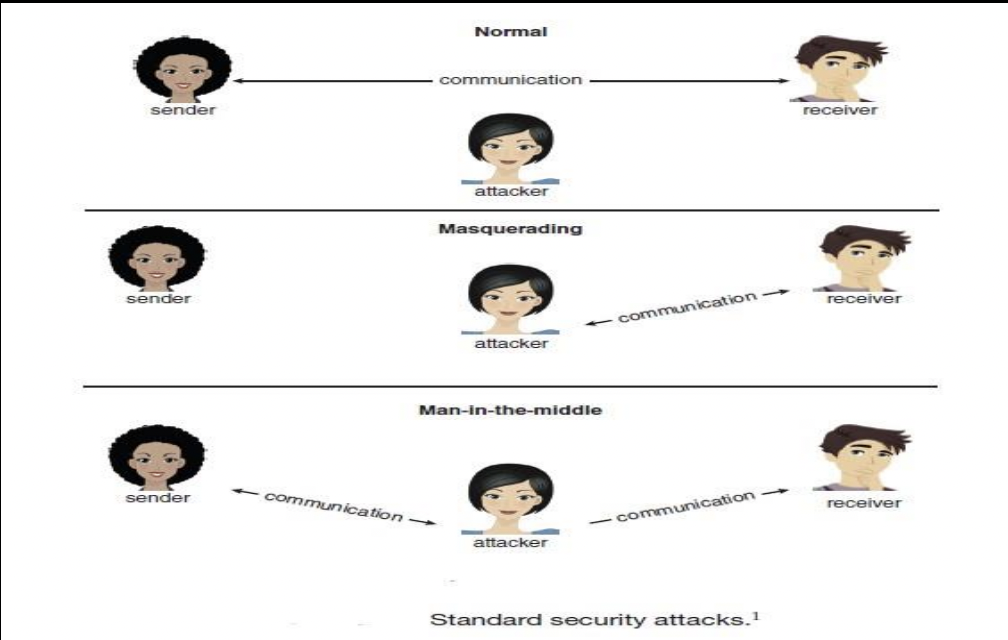 Normal
communication
sender
receiver
attacker
Masquerading
sender
communication
receiver
attacker
Man-in-the-middle
sender
communication
communication
receiver
attacker
Standard security attacks.¹